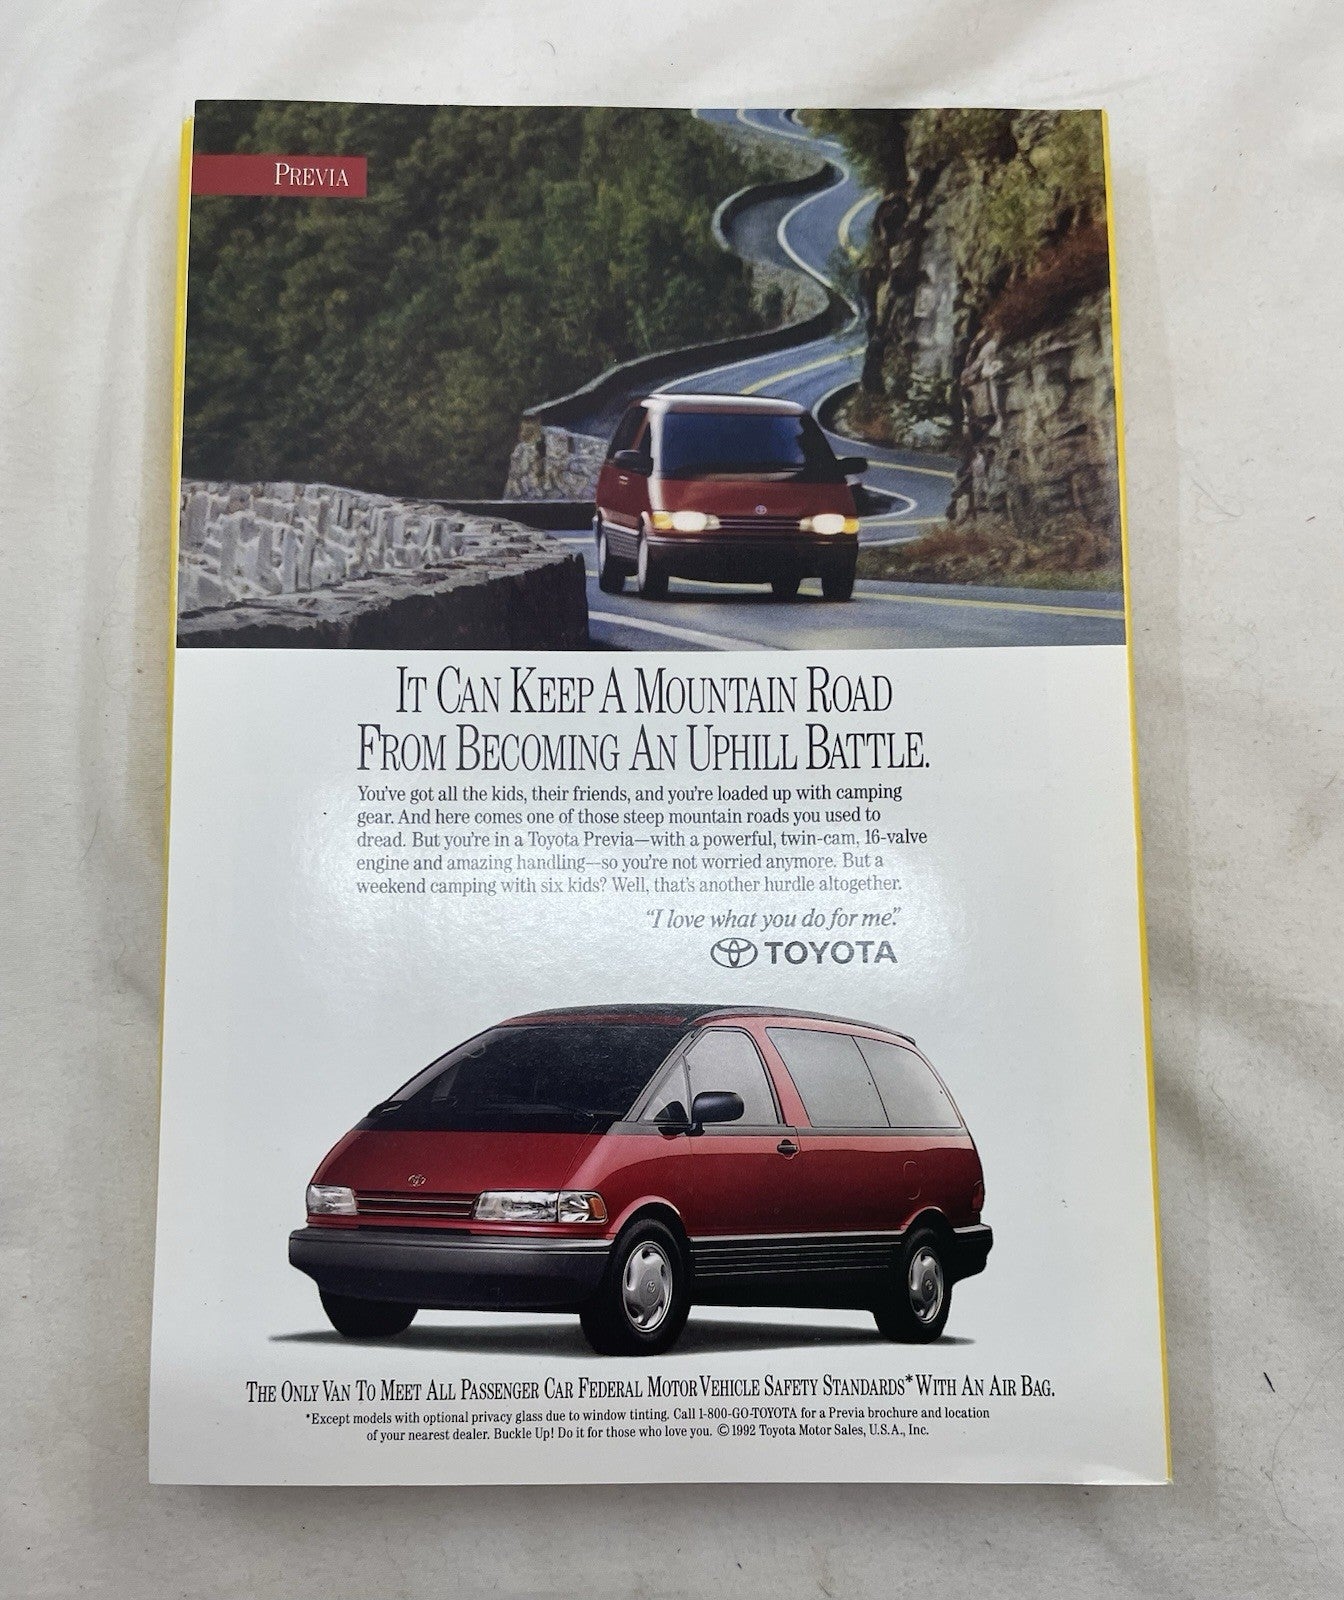 PREVIA
IT CAN KEEP A MOUNTAIN ROAD
FROM BECOMING AN UPHILL BATTLE.
You've got all the kids, their friends, and you're loaded up with camping
gear. And here comes one of those steep mountain roads you used to
dread. But you're in a Toyota Previa—with a powerful, twin-cam, 16-valve
engine and amazing handling—so you're not worried anymore. But a
weekend camping with six kids? Well, that's another hurdle altogether.
"I love what you do for me."
TOYOTA
THE ONLY VAN TO MEET ALL PASSENGER CAR FEDERAL MOTOR VEHICLE SAFETY STANDARDS* WITH AN AIR BAG.
*Except models with optional privacy glass due to window tinting. Call 1-800-GO-TOYOTA for a Previa brochure and location
of your nearest dealer. Buckle Up! Do it for those who love you. ©1992 Toyota Motor Sales, U.S.A., Inc.